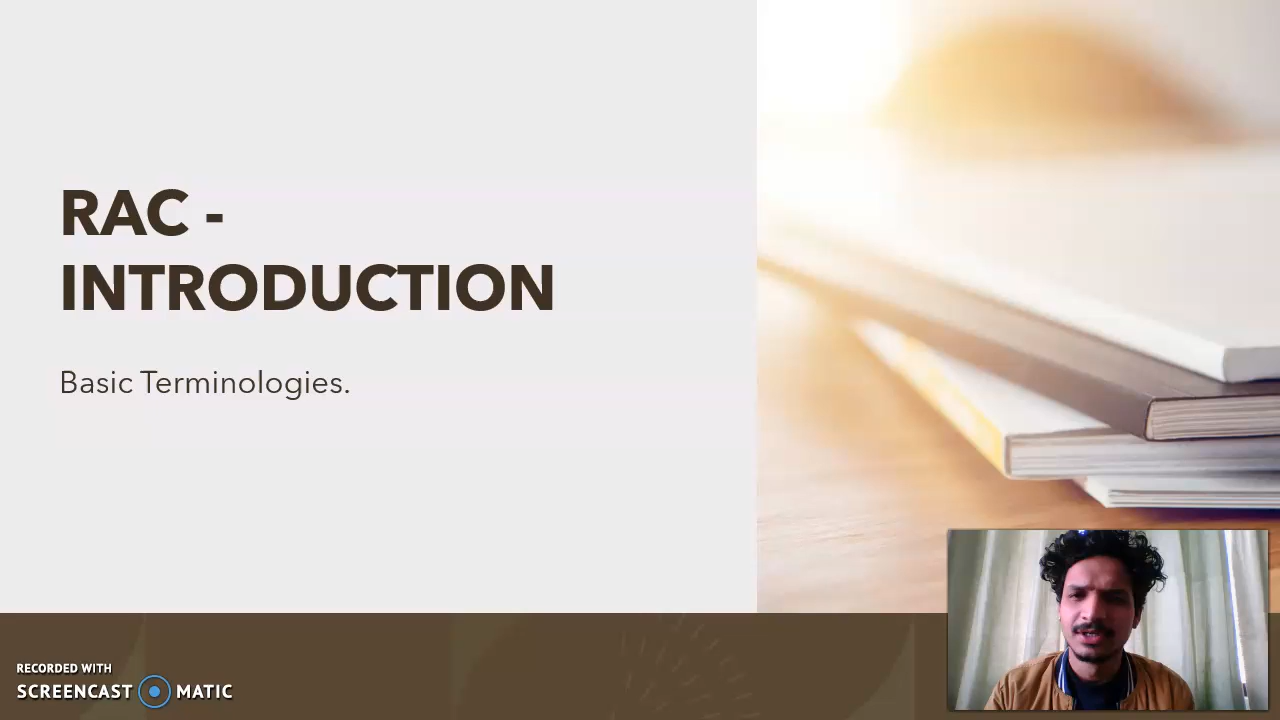 RAC -
INTRODUCTION
Basic Terminologies.
RECORDED WITH
SCREENCAST MATIC